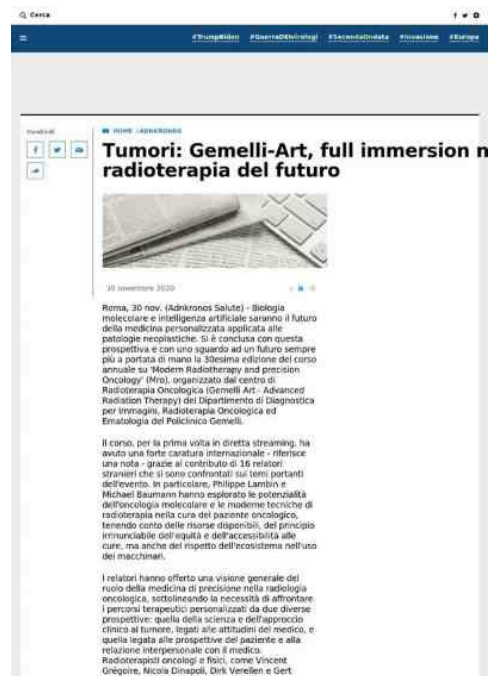 Cerca
#TrumpBiden #GuerraDEivirologi #SecondaOndata #Invasione #Europa
Condividi
HOME › ADNKRONOS
Tumori: Gemelli-Art, full immersion n
radioterapia del futuro
30 novembre 2020
Roma, 30 nov. (Adnkronos Salute) - Biologia
molecolare e intelligenza artificiale saranno il futuro
della medicina personalizzata applicata alle
patologie neoplastiche. Si è conclusa con questa
prospettiva e con uno sguardo ad un futuro sempre
più a portata di mano la 30esima edizione del corso
annuale su 'Modern Radiotherapy and precision
Oncology' (Mro), organizzato dal centro di
Radioterapia Oncologica (Gemelli Art - Advanced
Radiation Therapy) del Dipartimento di Diagnostica
per Immagini, Radioterapia Oncologica ed
Ematologia del Policlinico Gemelli.
Il corso, per la prima volta in diretta streaming, ha
avuto una forte caratura internazionale - riferisce
una nota - grazie al contributo di 16 relatori
stranieri che si sono confrontati sui temi portanti
dell'evento. In particolare, Philippe Lambin e
Michael Baumann hanno esplorato le potenzialità
dell'oncologia molecolare e le moderne tecniche di
radioterapia nella cura del paziente oncologico,
tenendo conto delle risorse disponibili, del principio
irrinunciabile dell'equità e dell'accessibilità alle
cure, ma anche del rispetto dell'ecosistema nell'uso
dei macchinari.
I relatori hanno offerto una visione generale del
ruolo della medicina di precisione nella radiologia
oncologica, sottolineando la necessità di affrontare
i percorsi terapeutici personalizzati da due diverse
prospettive: quella della scienza e dell'approccio
clinico al tumore, legati alle attitudini del medico, e
quella legata alle prospettive del paziente e alla
relazione interpersonale con il medico.
Radioterapisti oncologi e fisici, come Vincent
Grégoire, Nicola Dinapoli, Dirk Verellen e Gert